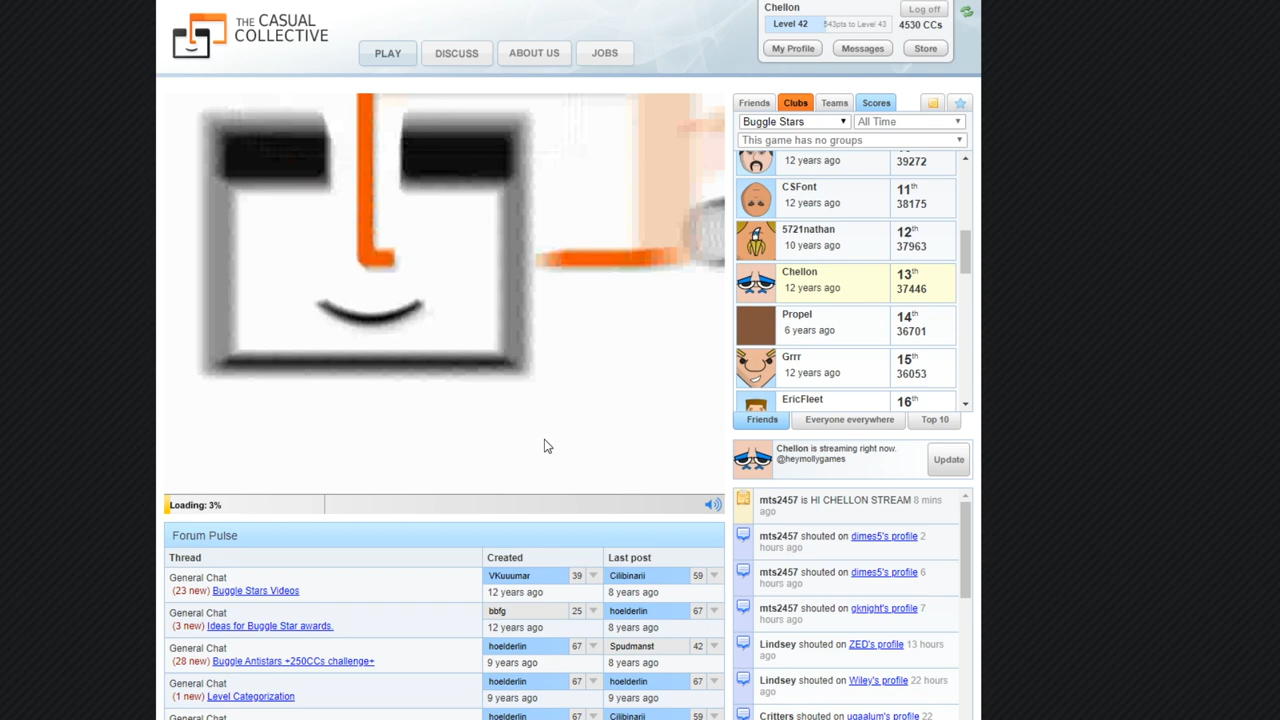 THE CASUAL
COLLECTIVE
PLAY
DISCUSS
ABOUT US
JOBS
Chellon
Log off
Level 42
543pts to Level 43
4530 CCs
My Profile
Messages
Store
Friends
Clubs
Teams
Scores
Buggle Stars
All Time
This game has no groups
12 years ago
39272
CSFont
11th
12 years ago
38175
5721nathan
12th
10 years ago
37963
Chellon
13th
12 years ago
37446
Propel
14th
6 years ago
36701
Grrr
15th
12 years ago
36053
EricFleet
16th
Friends
Everyone everywhere
Top 10
Chellon is streaming right now.
@heymollygames
Update
Loading: 3%
mts2457 is HI CHELLON STREAM 8 mins
ago
mts2457 shouted on dimes5's profile 2
hours ago
mts2457 shouted on dimes5's profile 6
hours ago
mts2457 shouted on gknight's profile 7
hours ago
Lindsey shouted on ZED's profile 13 hours
ago
Lindsey shouted on Wiley's profile 22 hours
ago
Critters shouted on ugaalum's profile 22
Forum Pulse
Thread
Created
Last post
General Chat
(23 new) Buggle Stars Videos
VKuuumar 39
12 years ago
Cilibinarii 59
8 years ago
General Chat
(3 new) Ideas for Buggle Star awards.
bbfg 25
12 years ago
hoelderlin 67
8 years ago
General Chat
(28 new) Buggle Antistars +250CCs challenge+
hoelderlin 67
9 years ago
Spudmanst 42
8 years ago
General Chat
(1 new) Level Categorization
hoelderlin 67
9 years ago
hoelderlin 67
9 years ago
General Chat
hoelderlin 67
Cilibinarii 59